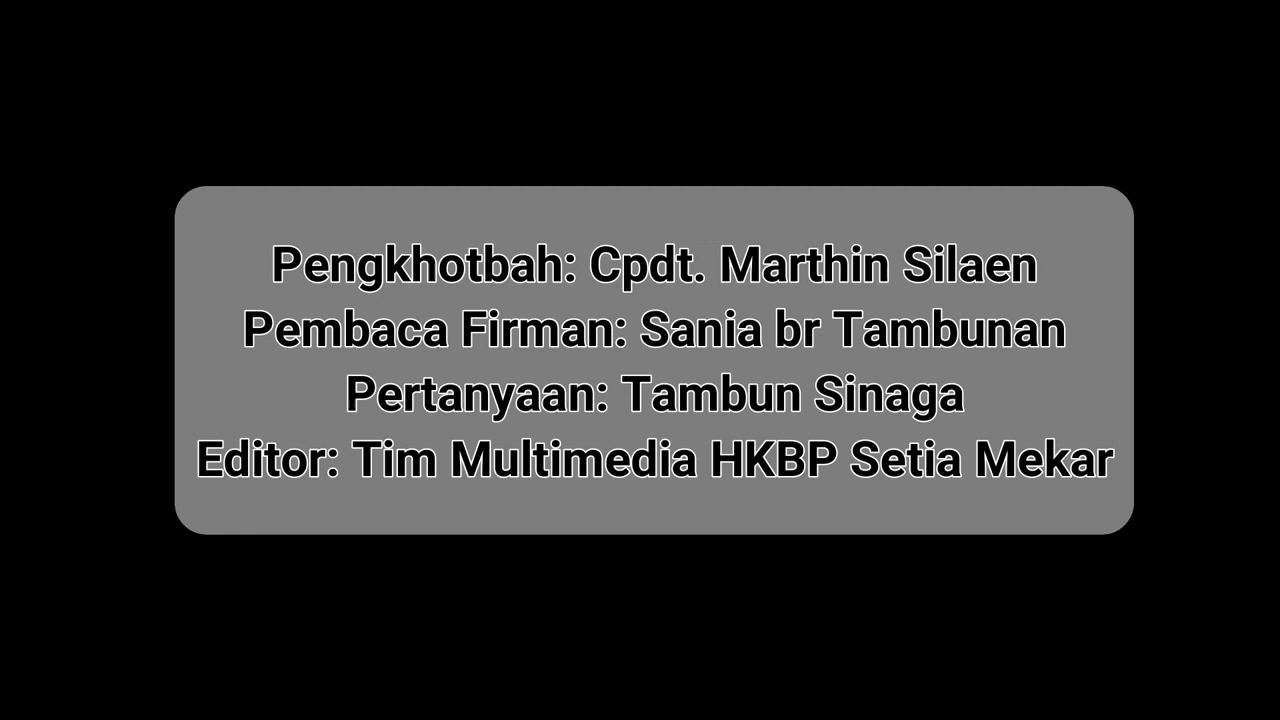 Pengkhotbah: Cpdt. Marthin Silaen
Pembaca Firman: Sania br Tambunan
Pertanyaan: Tambun Sinaga
Editor: Tim Multimedia HKBP Setia Mekar